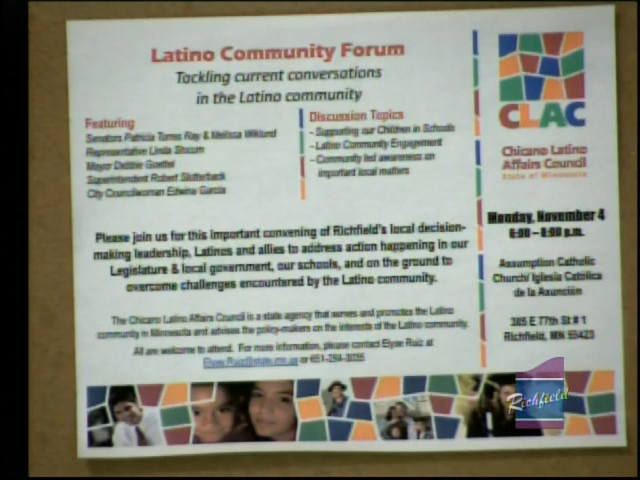 Latino Community Forum
Tackling current conversations
in the Latino community
Featuring
Senators Patricia Torres Ray & Melissa Wiklund
Representative Linda Slocum
Mayor Debbie Goettel
Superintendent Robert Slotterback
City Councilwoman Edwina Garcia
Discussion Topics
– Supporting our Children in Schools
– Latino Community Engagement
– Community led awareness on
important local matters
Please join us for this important convening of Richfield's local decision-
making leadership, Latinos and allies to address action happening in our
Legislature & local government, our schools, and on the ground to
overcome challenges encountered by the Latino community.
The Chicano Latino Affairs Council is a state agency that serves and promotes the Latino
community in Minnesota and advises the policy-makers on the interests of the Latino community.
All are welcome to attend. For more information, please contact Elyse Ruiz at
Elyse.Ruiz@state.mn.us or 651-
CLAC
Chicano Latino
Affairs Council
State of Minnesota
Monday, November 4
6:00 – 8:00 p.m.
Assumption Catholic
Church/ Iglesia Católica
de la Asunción
305 E 77th St # 1
Richfield, MN 55423
Richfield